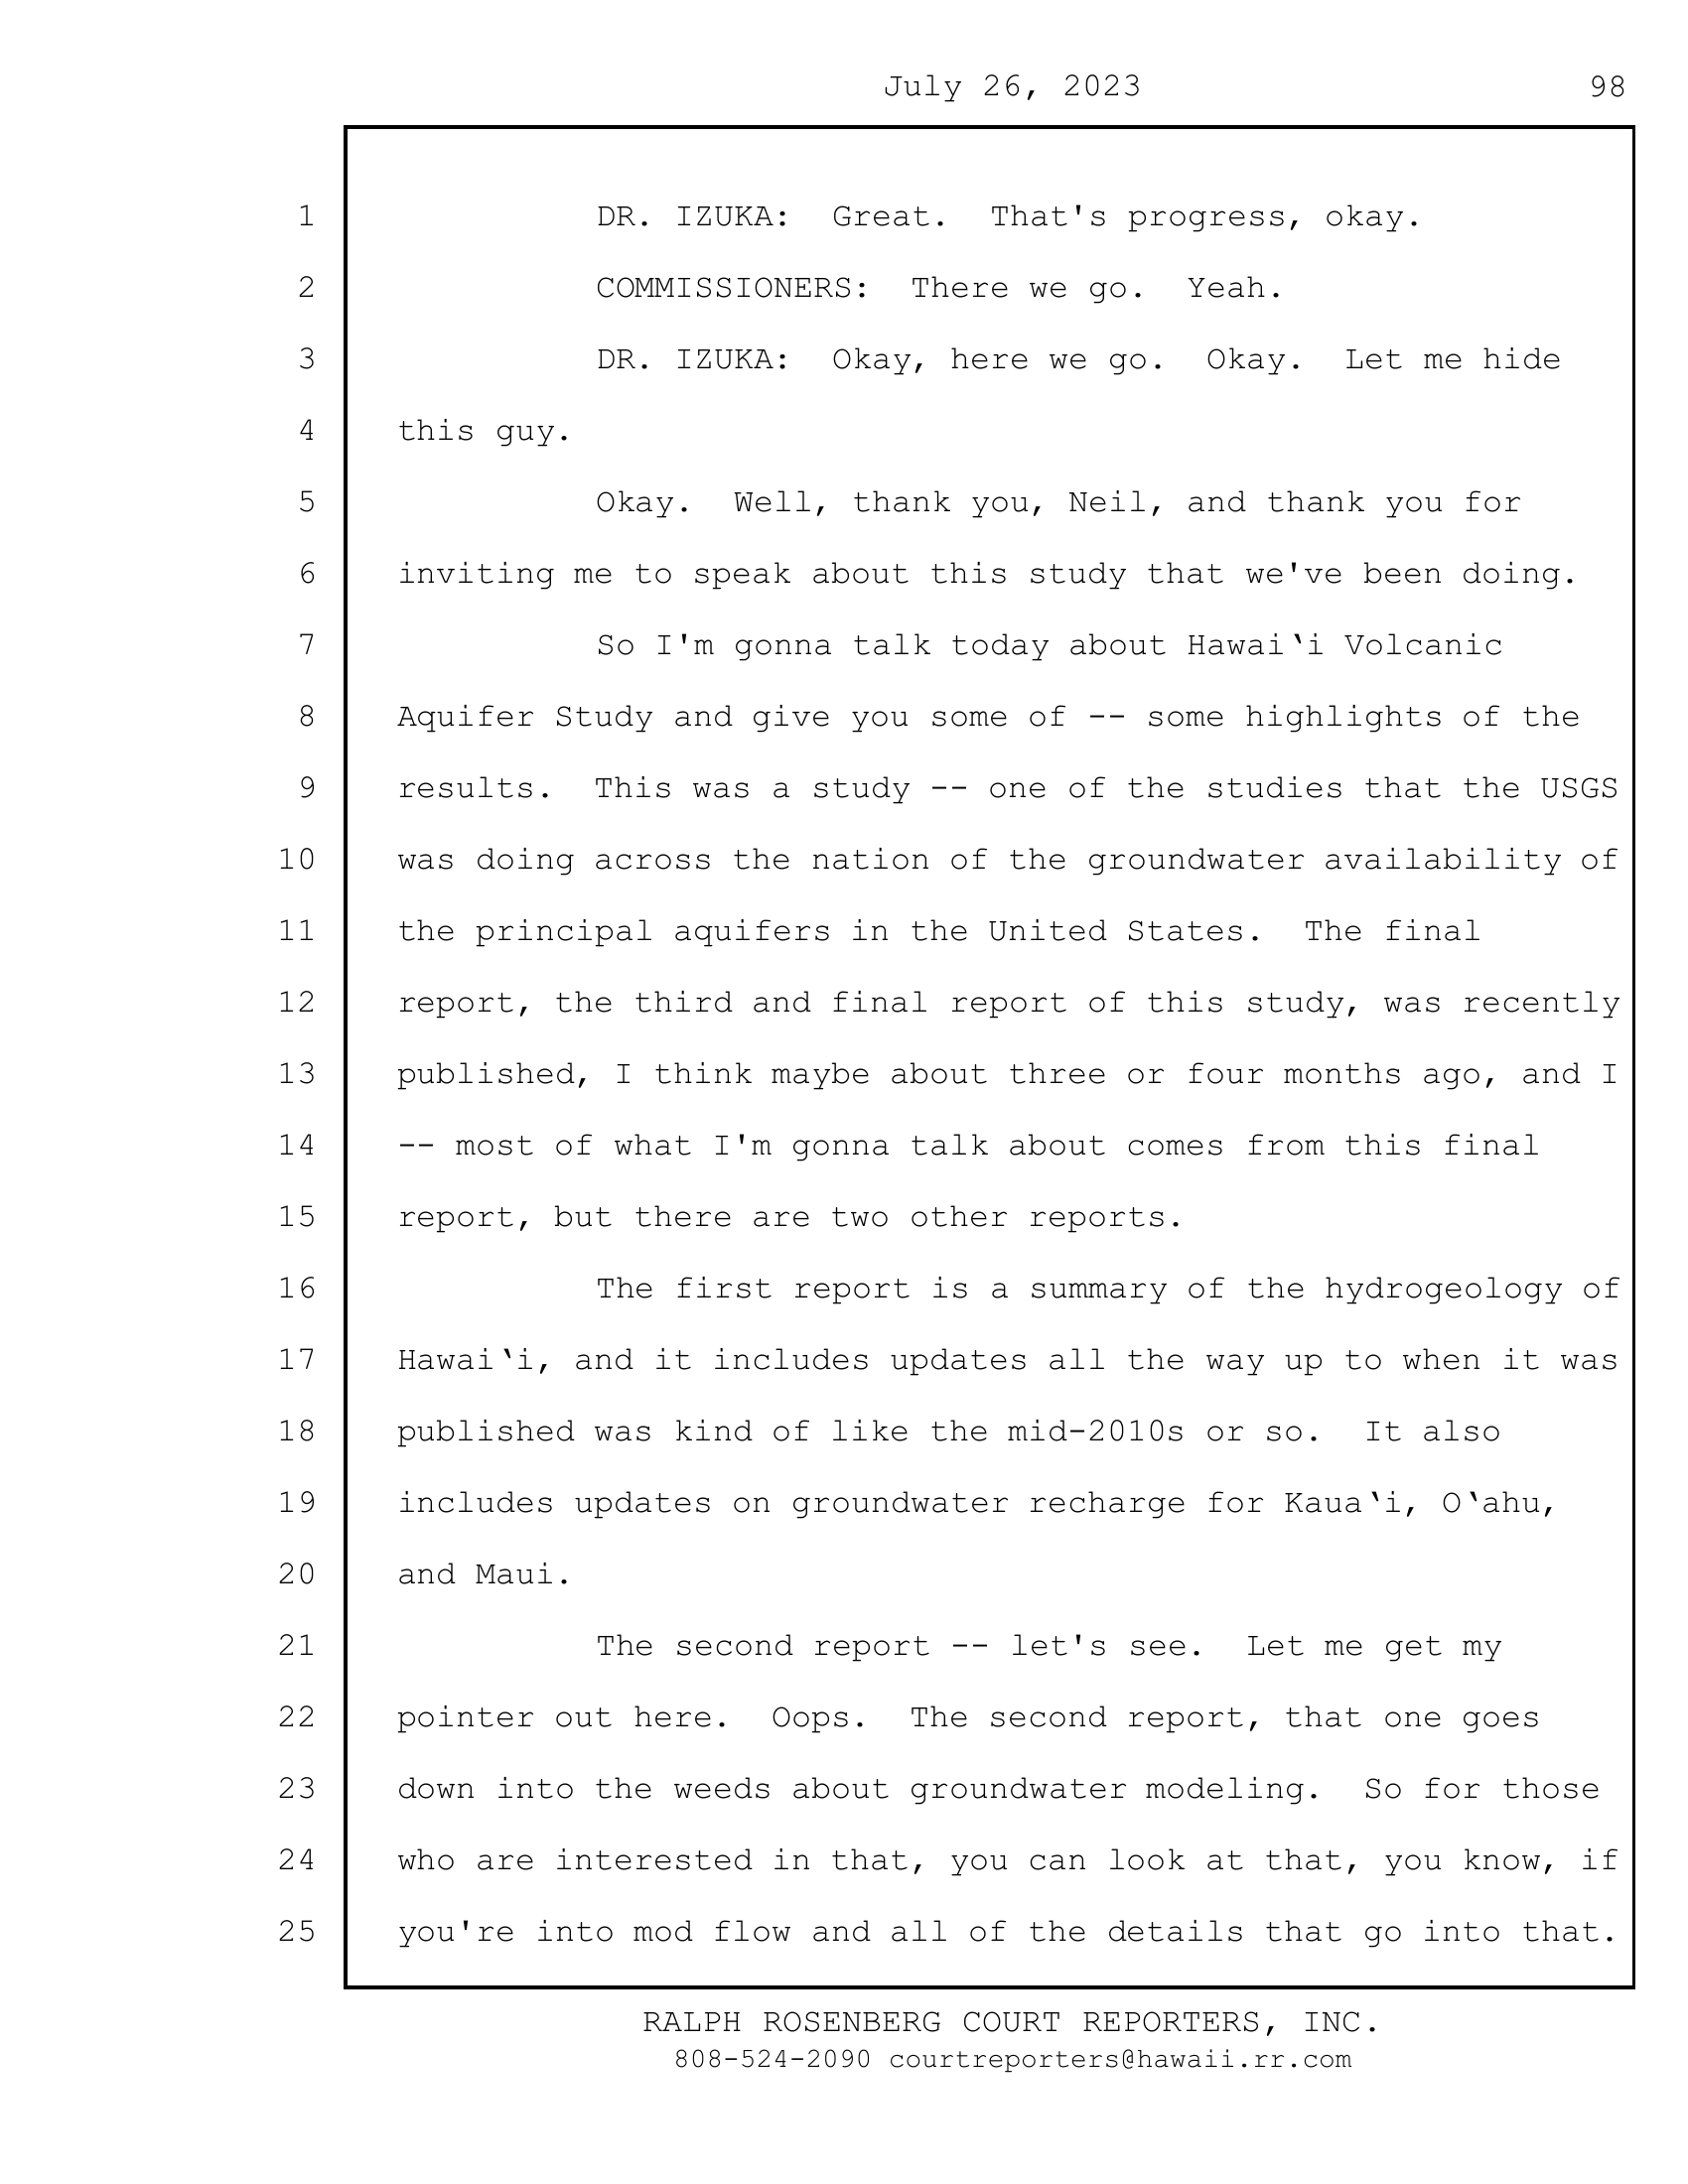 July 26, 2023 98
1 DR. IZUKA:  Great.  That's progress, okay.
2 COMMISSIONERS:  There we go.  Yeah.
3 DR. IZUKA:  Okay, here we go.  Okay.  Let me hide
4 this guy.
5 Okay.  Well, thank you, Neil, and thank you for
6 inviting me to speak about this study that we've been doing.
7 So I'm gonna talk today about Hawaiʻi Volcanic
8 Aquifer Study and give you some of -- some highlights of the
9 results.  This was a study -- one of the studies that the USGS
10 was doing across the nation of the groundwater availability of
11 the principal aquifers in the United States.  The final
12 report, the third and final report of this study, was recently
13 published, I think maybe about three or four months ago, and I
14 -- most of what I'm gonna talk about comes from this final
15 report, but there are two other reports.
16 The first report is a summary of the hydrogeology of
17 Hawaiʻi, and it includes updates all the way up to when it was
18 published was kind of like the mid-2010s or so.  It also
19 includes updates on groundwater recharge for Kauaʻi, Oʻahu,
20 and Maui.
21 The second report -- let's see.  Let me get my
22 pointer out here.  Oops.  The second report, that one goes
23 down into the weeds about groundwater modeling.  So for those
24 who are interested in that, you can look at that, you know, if
25 you're into mod flow and all of the details that go into that.
RALPH ROSENBERG COURT REPORTERS, INC.
808-524-2090 courtreporters@hawaii.rr.com